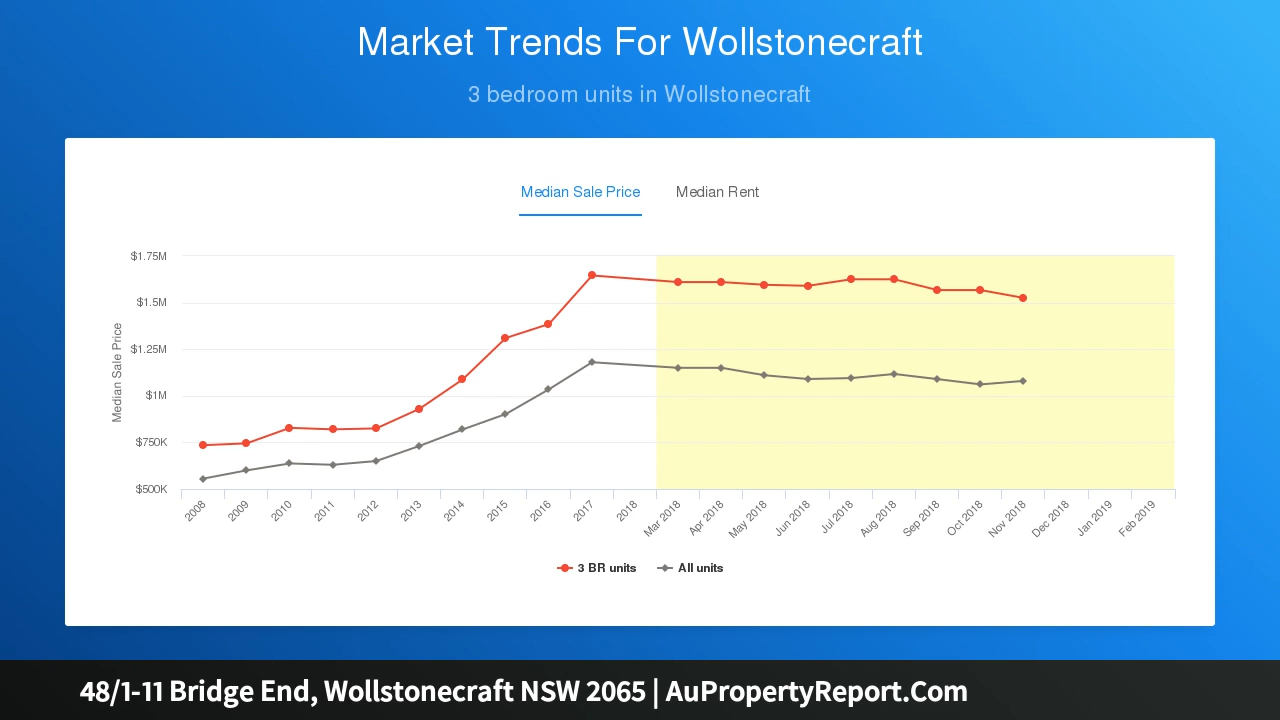 Market Trends For Wollstonecraft
3 bedroom units in Wollstonecraft
Median Sale Price Median Rent
Median Sale Price
$1.75M
$1.5M
$1.25M
$1M
$750K
$500K
2008 2009 2010 2011 2012 2013 2014 2015 2016 2017 2018 Mar 2018 Apr 2018 May 2018 Jun 2018 Jul 2018 Aug 2018 Sep 2018 Oct 2018 Nov 2018 Dec 2018 Jan 2019 Feb 2019
3 BR units All units
48/1-11 Bridge End, Wollstonecraft NSW 2065 | AuPropertyReport.Com